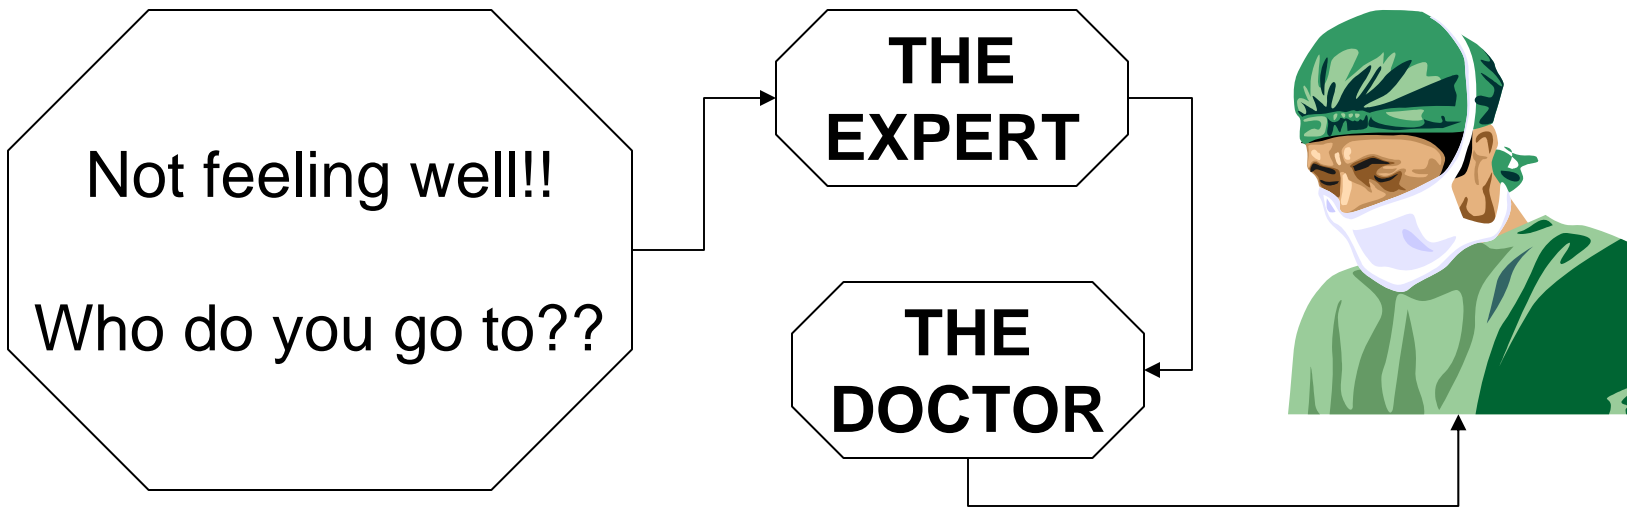 Not feeling well!!
Who do you go to??
THE
EXPERT
THE
DOCTOR